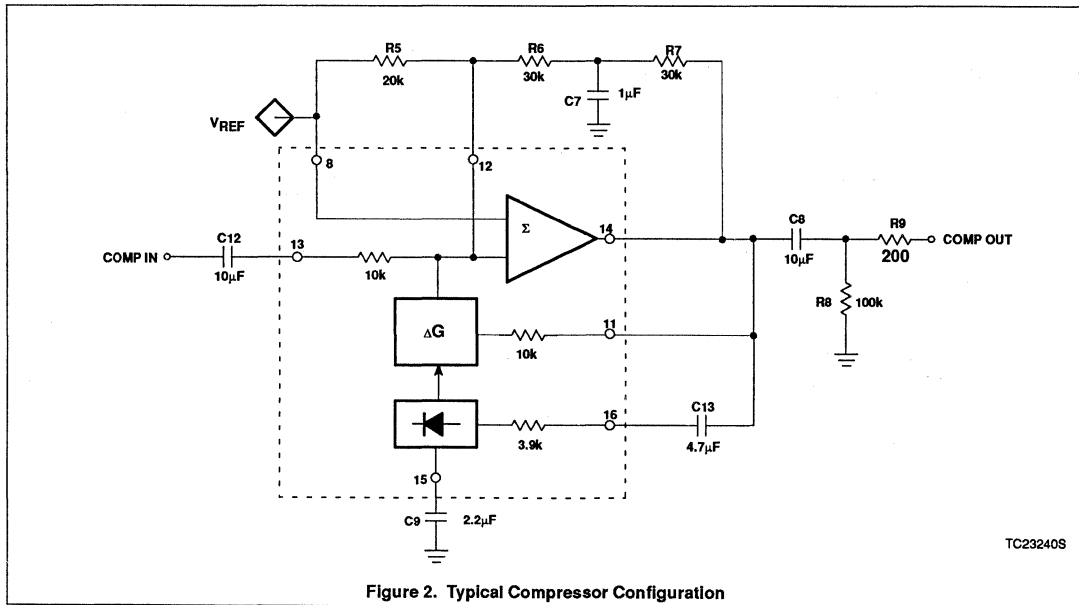 R5
20k
R6
30k
R7
30k
C7
1µF
VREF
8
12
Σ
14
C8
10µF
R9
200
COMP OUT
COMP IN
C12
10µF
13
10k
R8
100k
ΔG
10k
11
3.9k
16
C13
4.7µF
15
C9
2.2µF
TC23240S
Figure 2. Typical Compressor Configuration